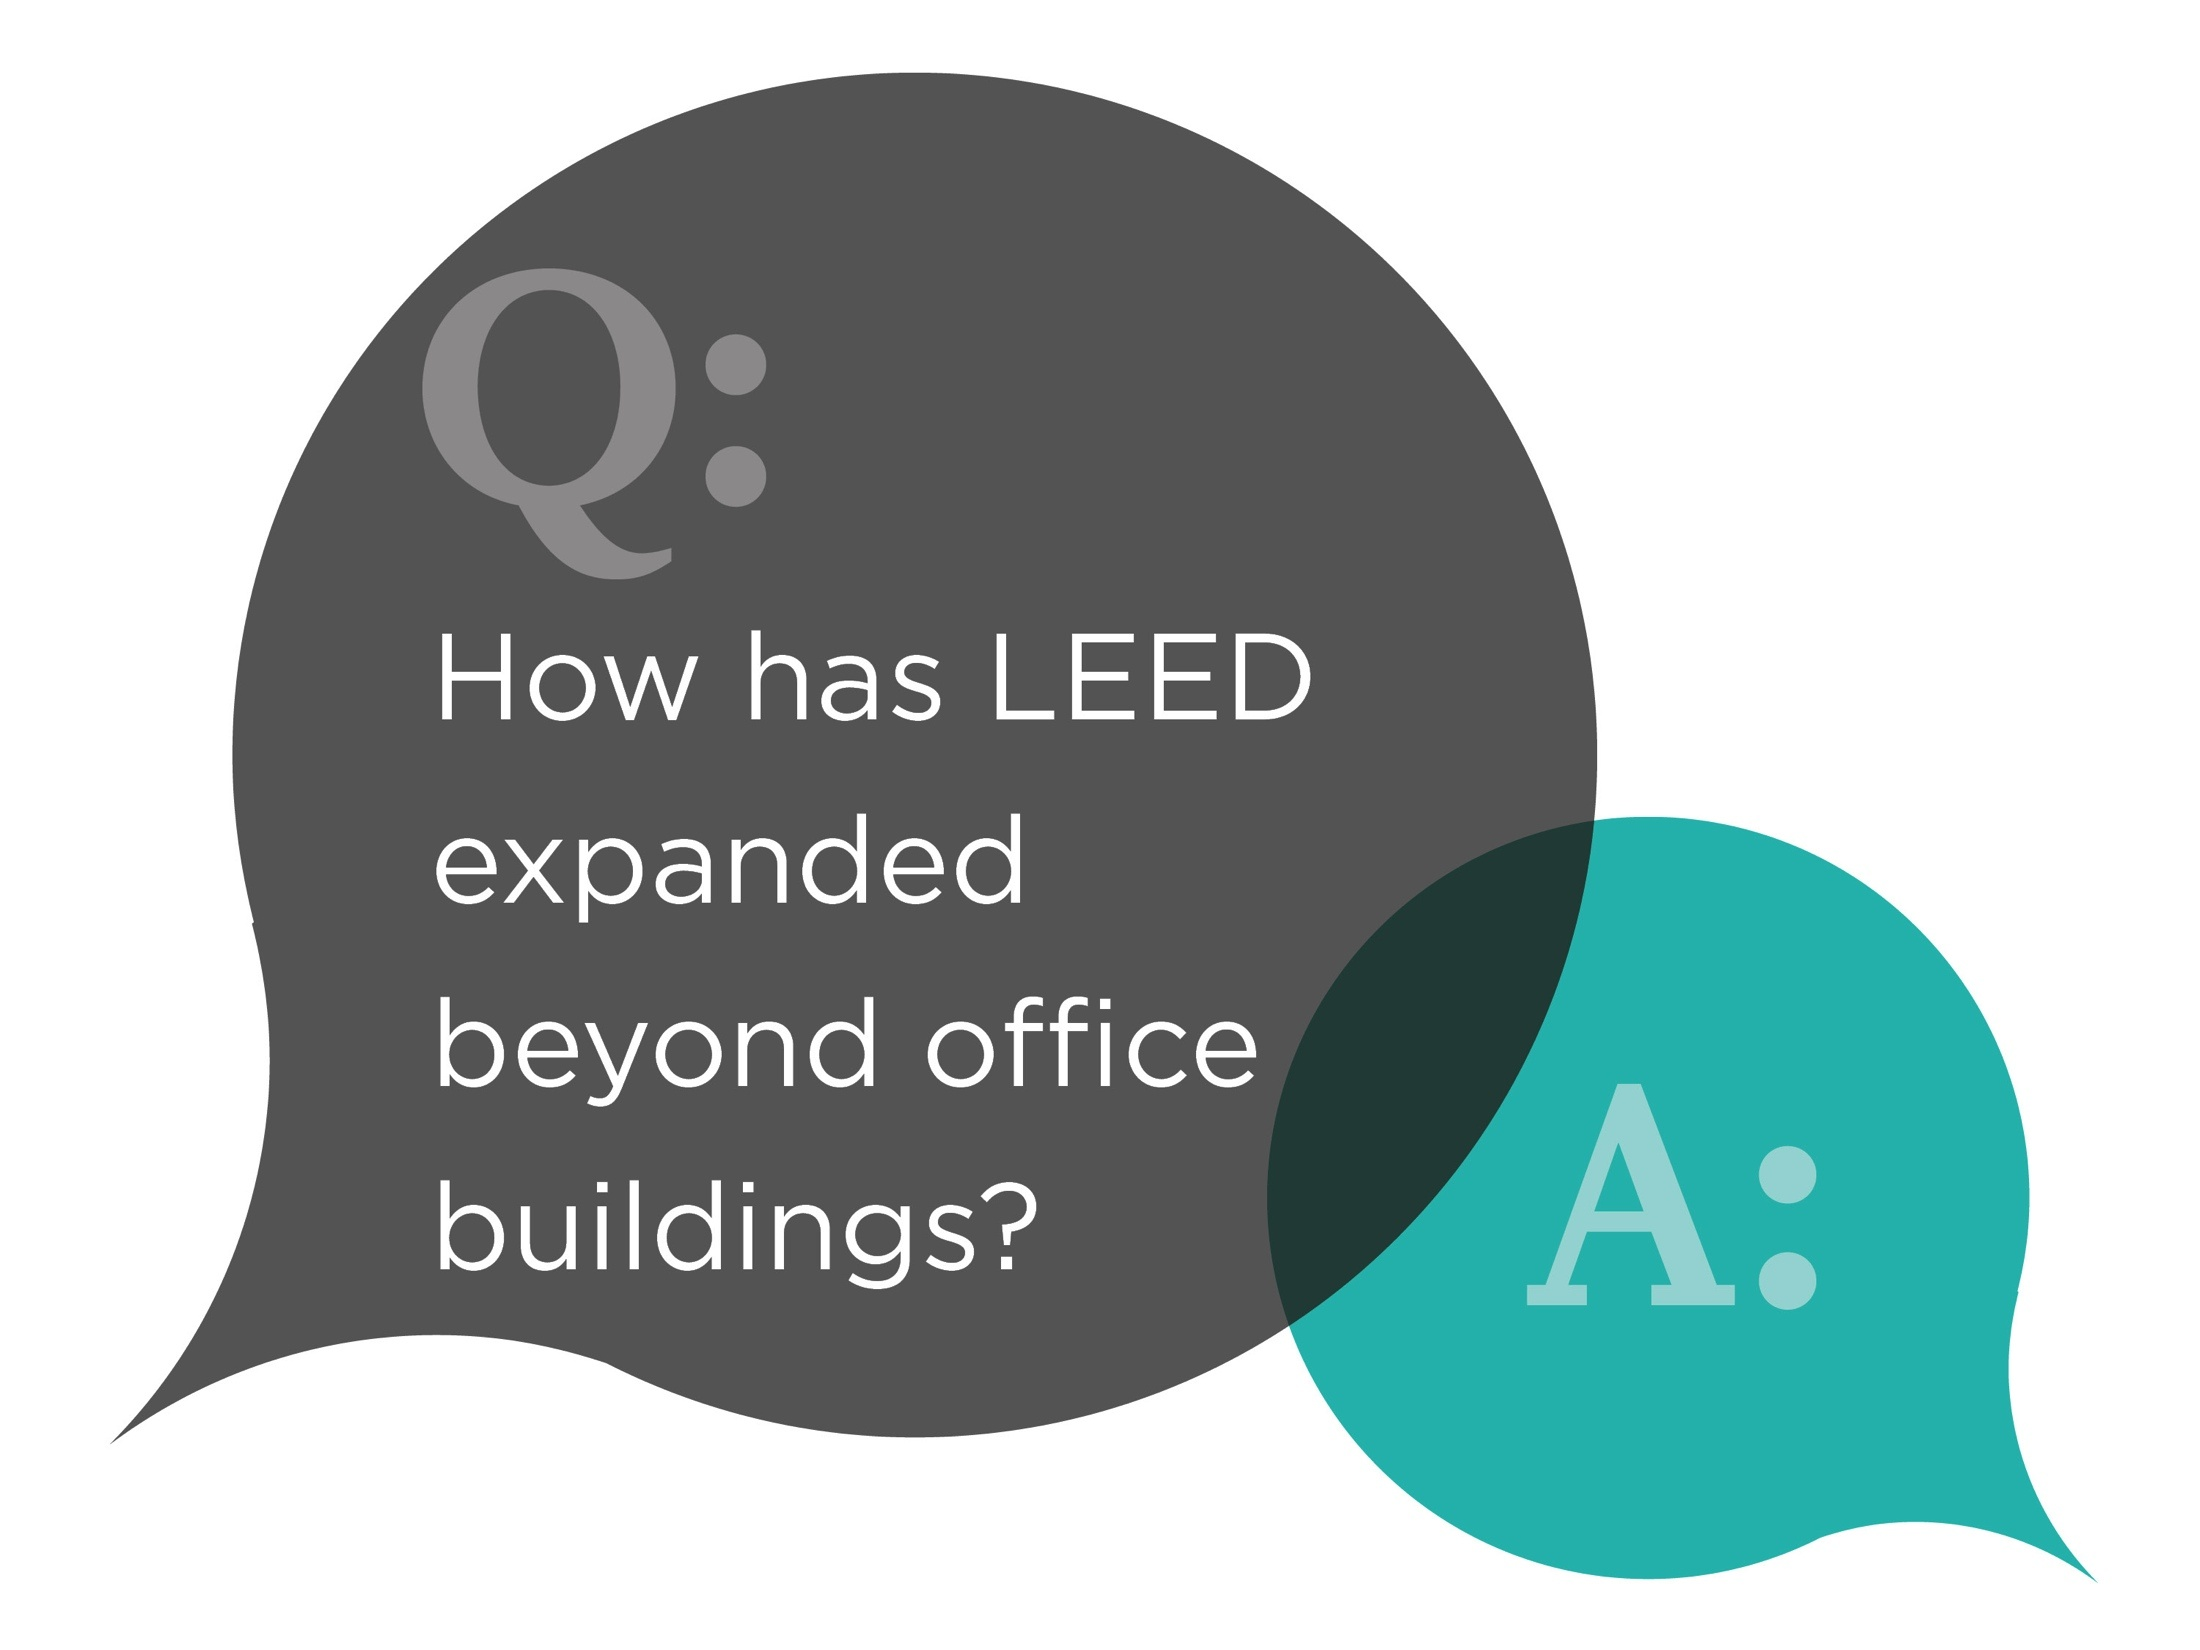 Q:
How has LEED
expanded
beyond office
buildings?
A: